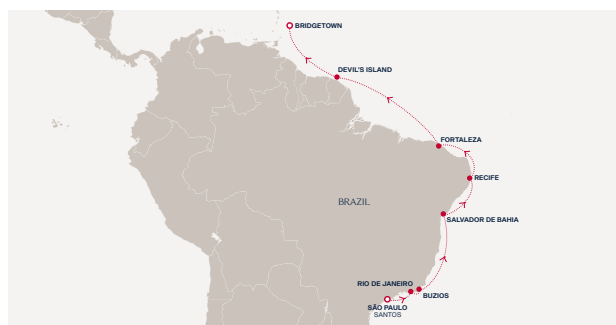 BRIDGETOWN
DEVIL'S ISLAND
FORTALEZA
RECIFE
BRAZIL
SALVADOR DE BAHIA
RIO DE JANEIRO
BUZIOS
SÃO PAULO
SANTOS